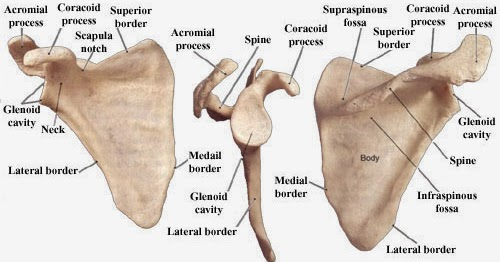 Acromial
process
Coracoid
process
Scapula
notch
Superior
border
Glenoid
cavity
Neck
Lateral border
Medail
border
Acromial
process
Spine
Coracoid
process
Glenoid
cavity
Lateral border
Supraspinous
fossa
Superior
border
Coracoid
process
Acromial
process
Glenoid
cavity
Spine
Infraspinous
fossa
Body
Medial
border
Lateral border